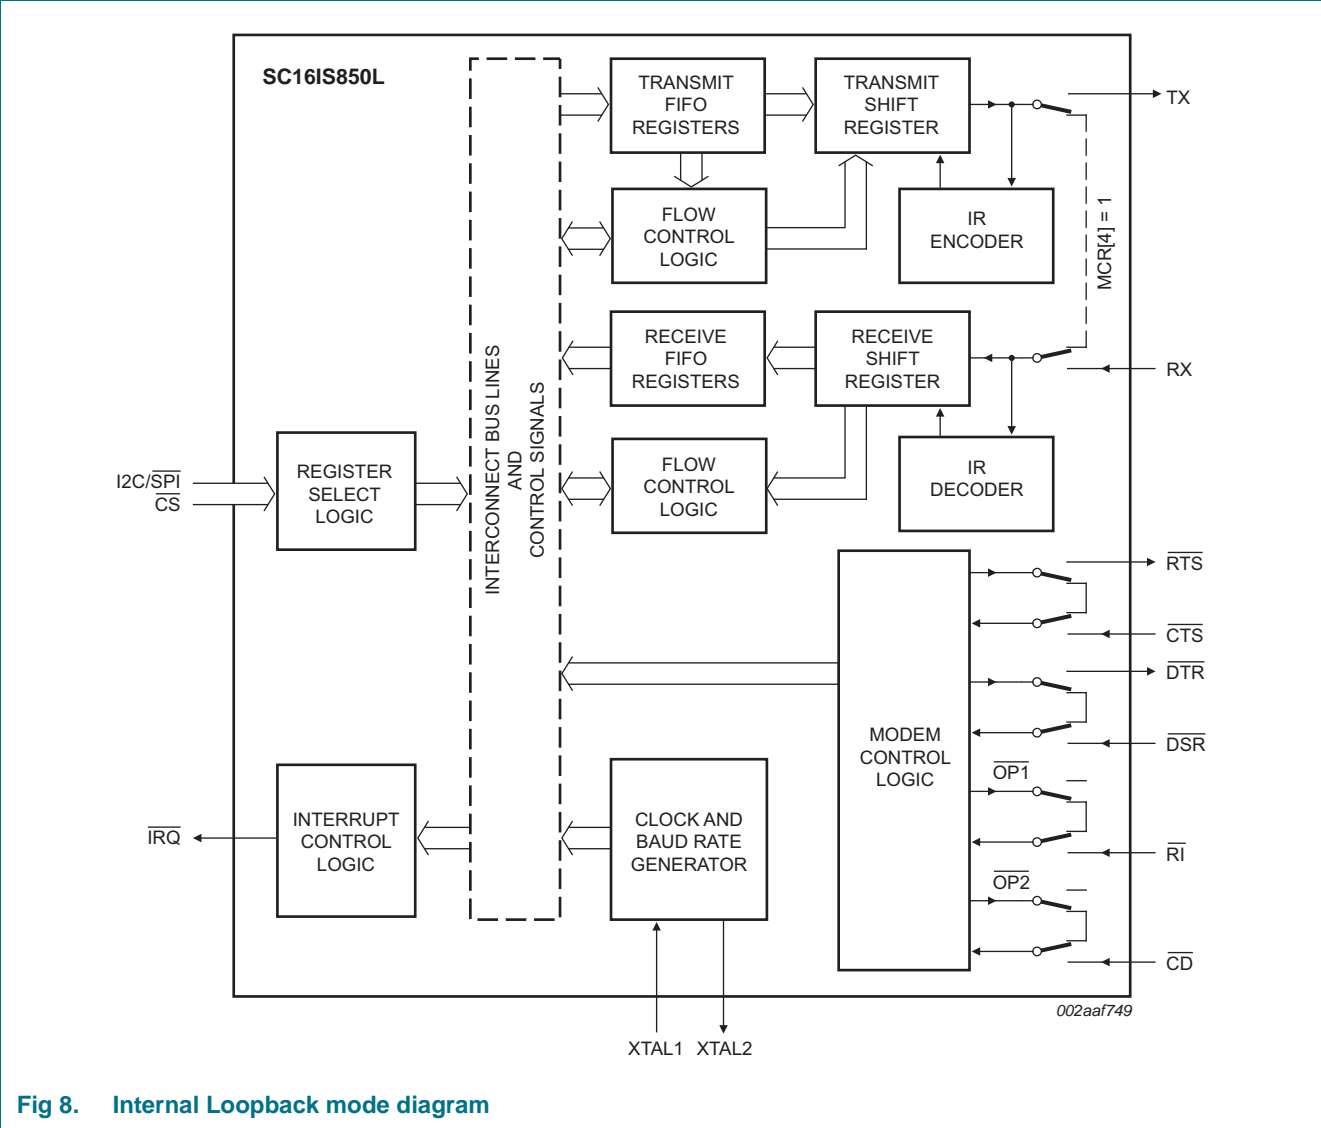 SC16IS850L
TRANSMIT
FIFO
REGISTERS
TRANSMIT
SHIFT
REGISTER
TX
FLOW
CONTROL
LOGIC
IR
ENCODER
MCR[4] = 1
RECEIVE
FIFO
REGISTERS
RECEIVE
SHIFT
REGISTER
RX
INTERCONNECT BUS LINES
AND
CONTROL SIGNALS
I2C/SPI
CS
REGISTER
SELECT
LOGIC
FLOW
CONTROL
LOGIC
IR
DECODER
RTS
CTS
DTR
DSR
MODEM
CONTROL
LOGIC
OP1
RI
OP2
CD
IRQ
INTERRUPT
CONTROL
LOGIC
CLOCK AND
BAUD RATE
GENERATOR
XTAL1 XTAL2
002aaf749
Fig 8. Internal Loopback mode diagram